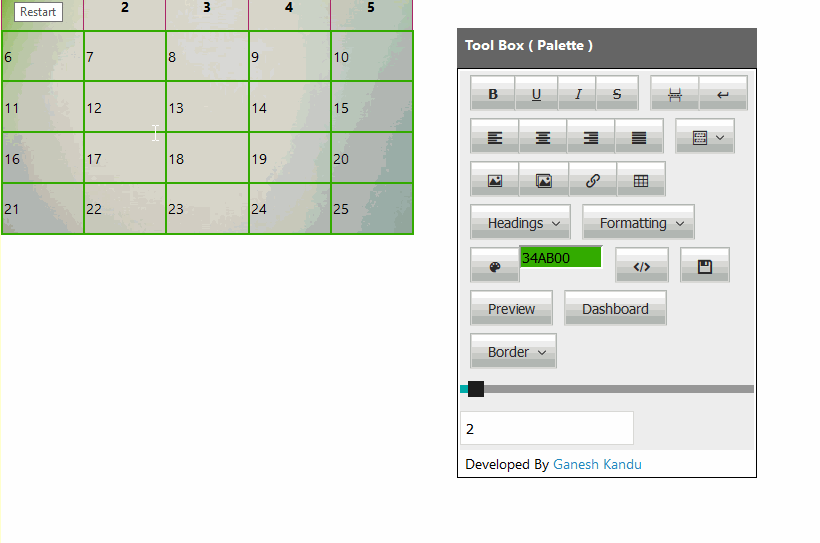 Restart
2 3 4 5
6 7 8 9 10
11 12 13 14 15
16 17 18 19 20
21 22 23 24 25
Tool Box ( Palette )
B U I S
Headings Formatting
34AB00 </>
Preview Dashboard
Border
2
Developed By Ganesh Kandu